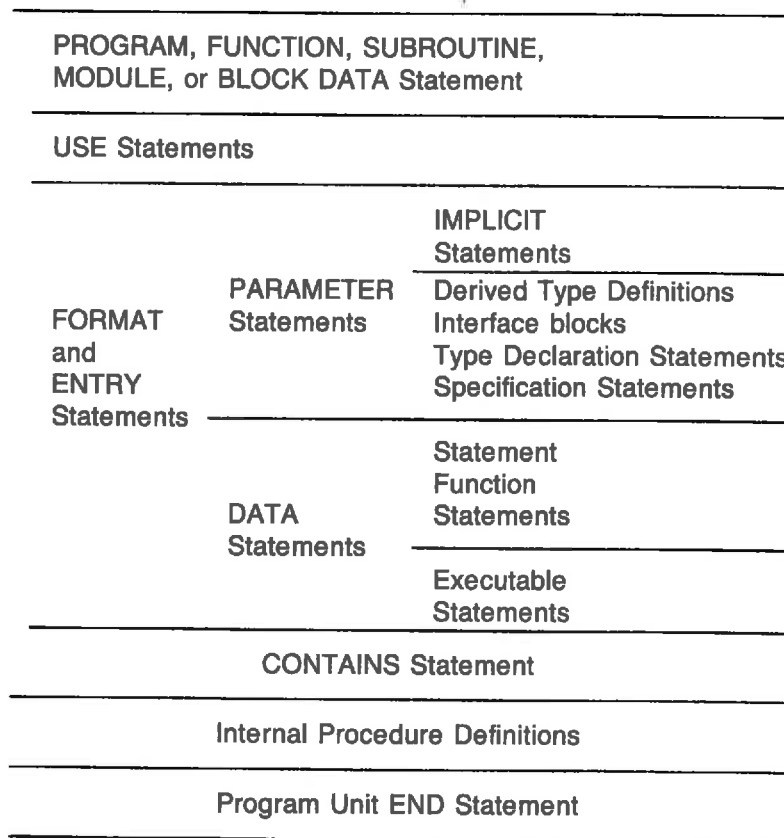 PROGRAM, FUNCTION, SUBROUTINE,
MODULE, or BLOCK DATA Statement
USE Statements
FORMAT
and
ENTRY
Statements
PARAMETER
Statements
IMPLICIT
Statements
Derived Type Definitions
Interface blocks
Type Declaration Statements
Specification Statements
DATA
Statements
Statement
Function
Statements
Executable
Statements
CONTAINS Statement
Internal Procedure Definitions
Program Unit END Statement